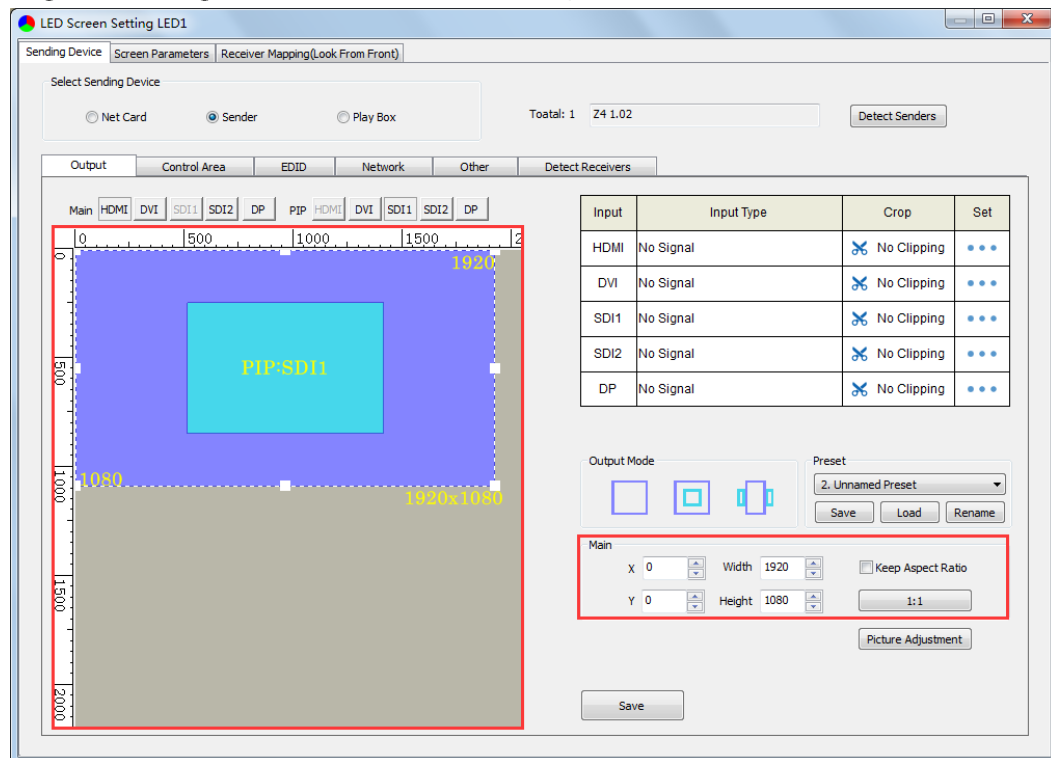 LED Screen Setting LED1
Sending Device Screen Parameters Receiver Mapping(Look From Front)
Select Sending Device
Net Card Sender Play Box
Toatal: 1 Z4 1.02 Detect Senders
Output Control Area EDID Network Other Detect Receivers
Main HDMI DVI SDI1 SDI2 DP PIP HDMI DVI SDI1 SDI2 DP
0 500 1000 1500 2
0
500
1000
1500
2000
1920
PIP:SDI1
1080
1920x1080
Input Input Type Crop Set
HDMI No Signal No Clipping
DVI No Signal No Clipping
SDI1 No Signal No Clipping
SDI2 No Signal No Clipping
DP No Signal No Clipping
Output Mode
Preset
2. Unnamed Preset
Save Load Rename
Main
X 0 Width 1920 Keep Aspect Ratio
Y 0 Height 1080 1:1
Picture Adjustment
Save